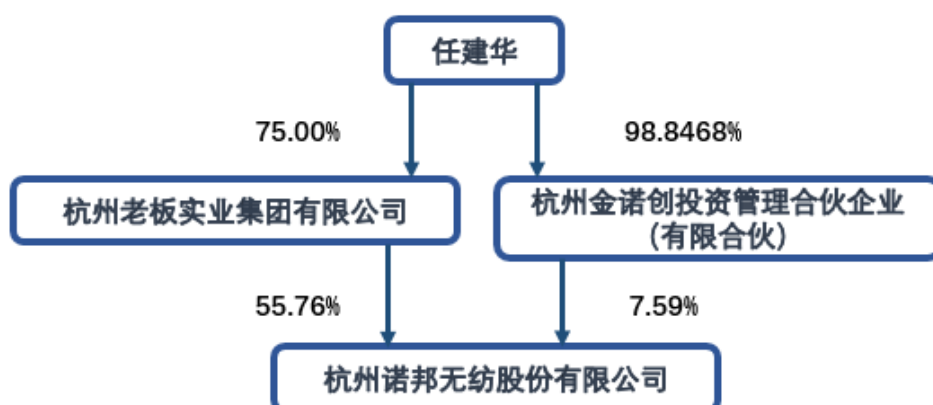 任建华
75.00%
98.8468%
杭州老板实业集团有限公司
杭州金诺创投资管理合伙企业
(有限合伙)
55.76%
7.59%
杭州诺邦无纺股份有限公司